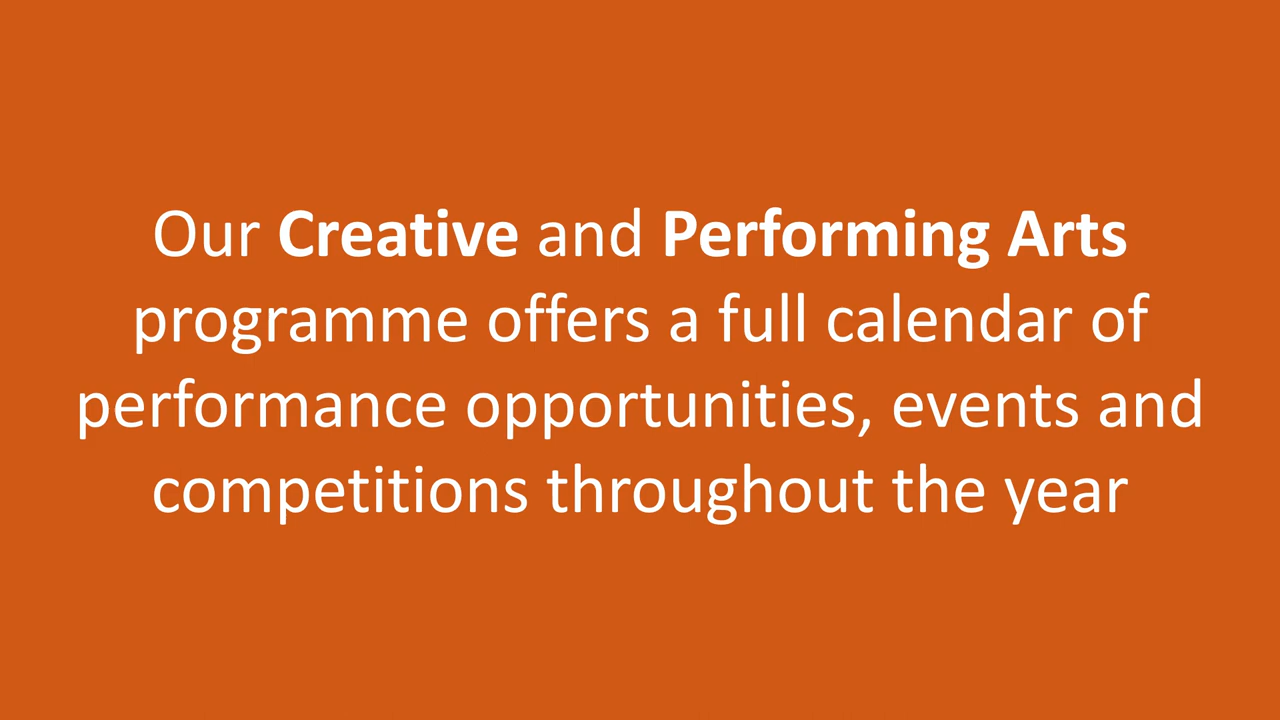 Our Creative and Performing Arts
programme offers a full calendar of
performance opportunities, events and
competitions throughout the year